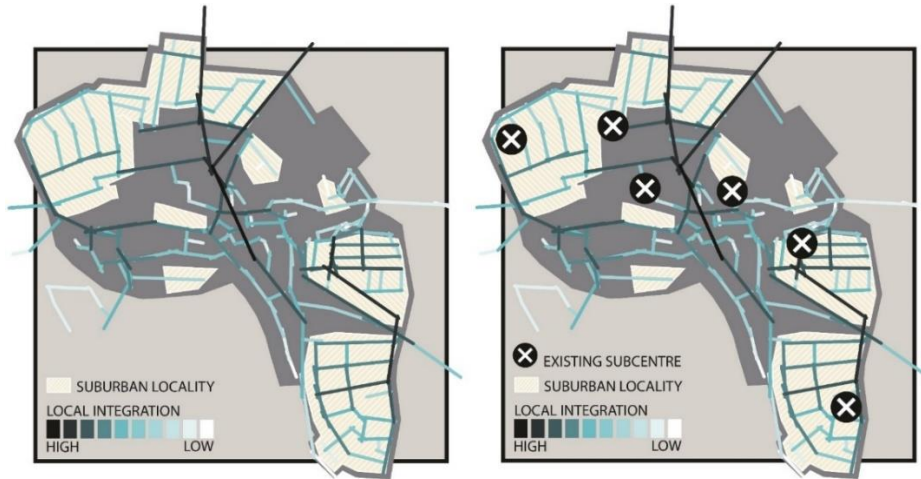 SUBURBAN LOCALITY
LOCAL INTEGRATION
HIGH LOW
EXISTING SUBCENTRE
SUBURBAN LOCALITY
LOCAL INTEGRATION
HIGH LOW